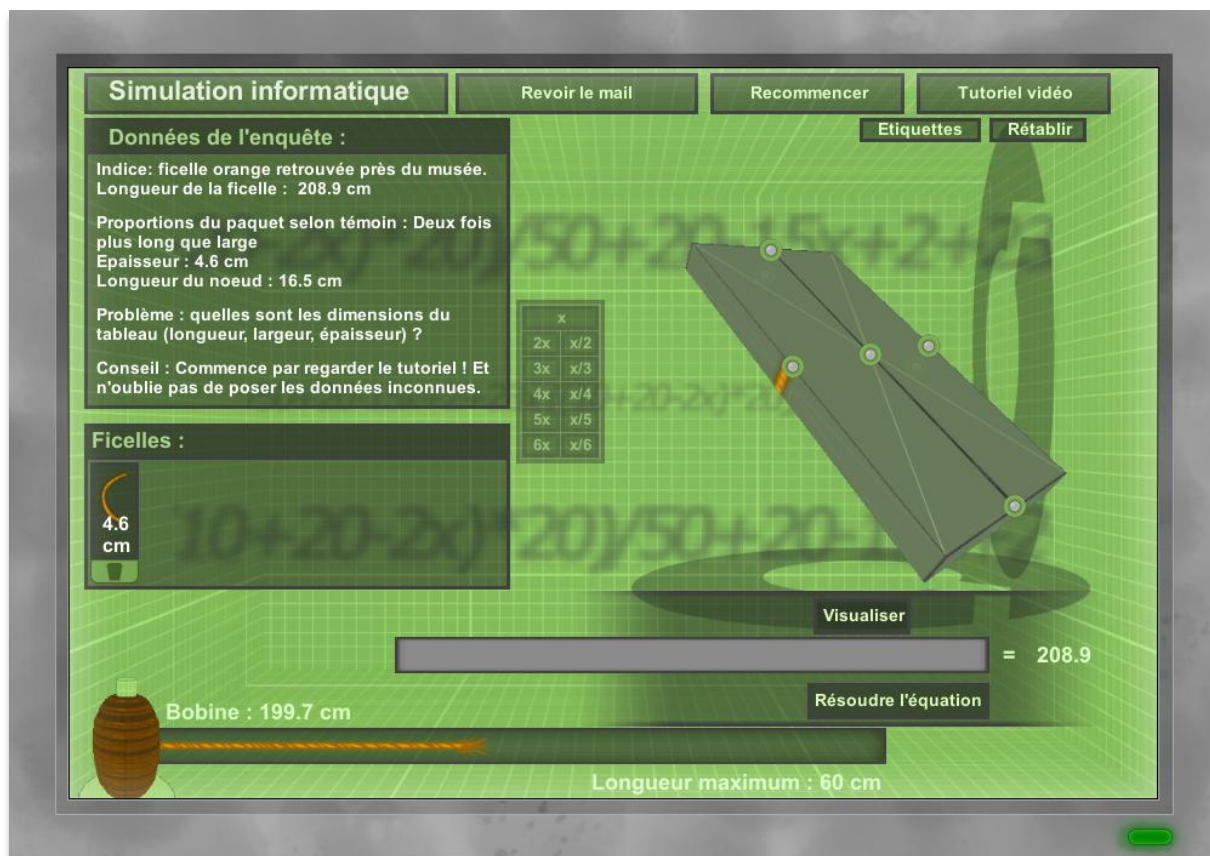 Simulation informatique
Revoir le mail
Recommencer
Tutoriel vidéo
Etiquettes
Rétablir
Données de l'enquête :
Indice: ficelle orange retrouvée près du musée.
Longueur de la ficelle : 208.9 cm
Proportions du paquet selon témoin : Deux fois
plus long que large
Epaisseur : 4.6 cm
Longueur du noeud : 16.5 cm
Problème : quelles sont les dimensions du
tableau (longueur, largeur, épaisseur) ?
Conseil : Commence par regarder le tutoriel ! Et
n'oublie pas de poser les données inconnues.
x
2x x/2
3x x/3
4x x/4
5x x/5
6x x/6
Ficelles :
4.6
cm
Visualiser
= 208.9
Résoudre l'équation
Bobine : 199.7 cm
Longueur maximum : 60 cm